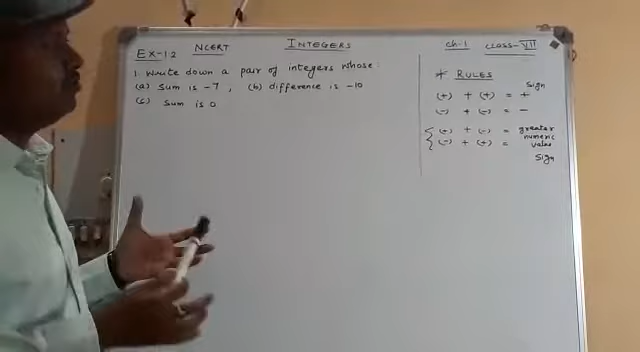 Ex-1.2 NCERT INTEGERS ch-1 class-VII
1. Write down a pair of integers whose:
(a) Sum is -7, (b) difference is -10
(c) Sum is 0
* RULES
sign
(+) + (+) = +
(-) + (-) = -
(+) + (-) = greater
numeric
(-) + (+) = value
sign